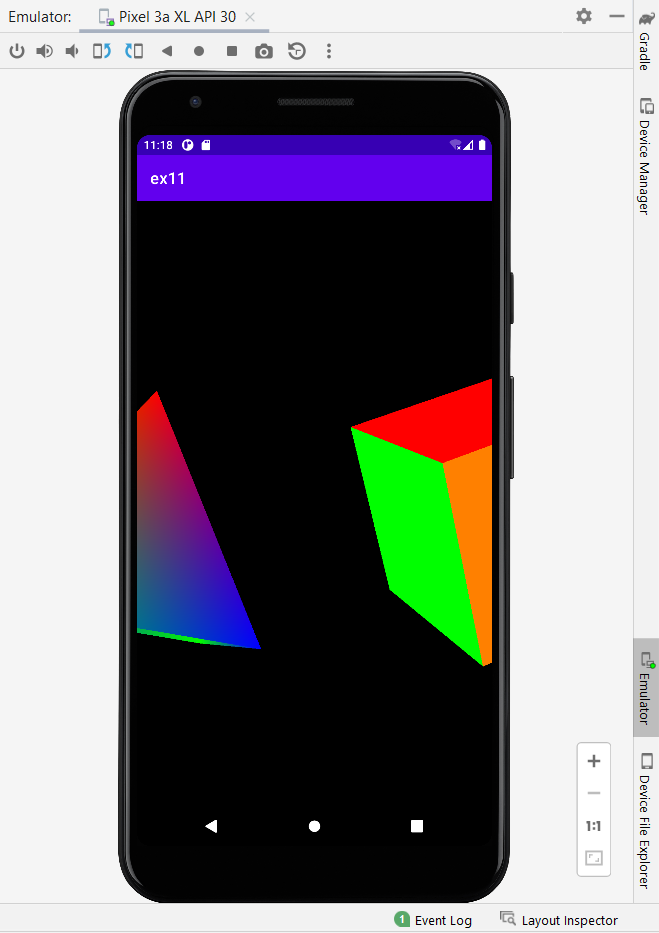 Emulator: Pixel 3a XL API 30
Gradle
Device Manager
11:18
ex11
Emulator
Device File Explorer
1:1
1 Event Log Layout Inspector